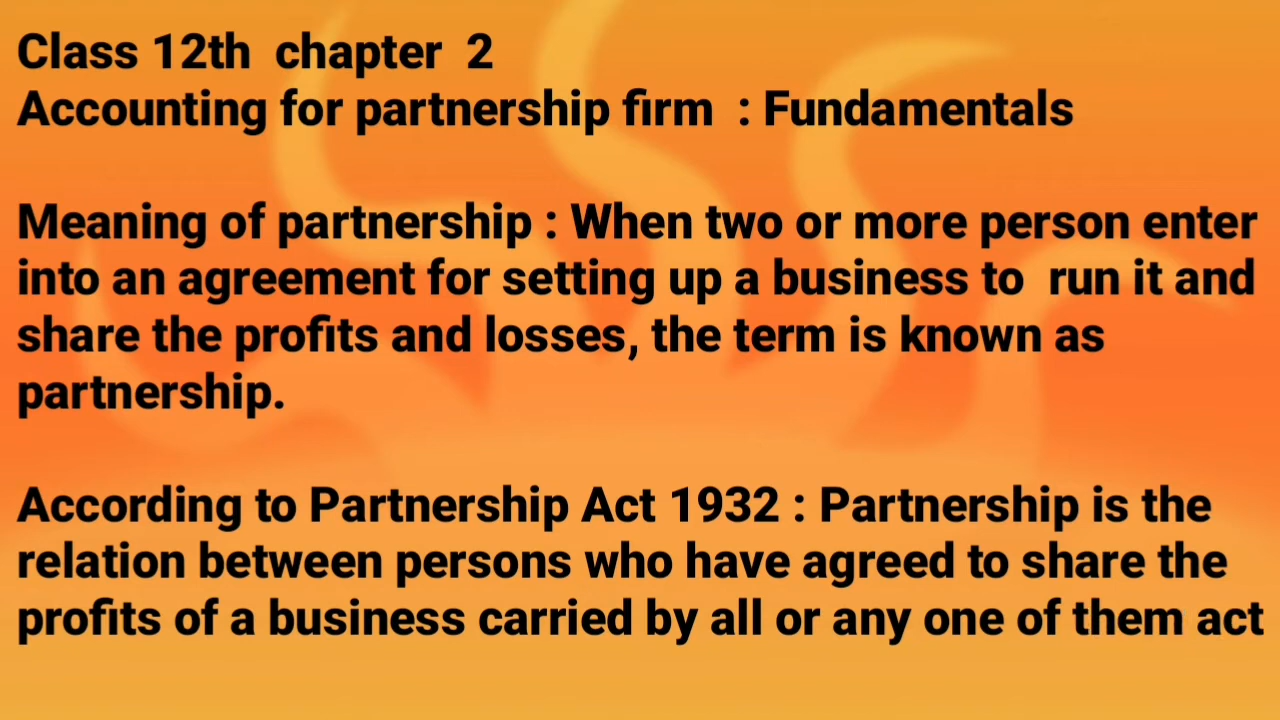 Class 12th chapter 2
Accounting for partnership firm : Fundamentals
Meaning of partnership : When two or more person enter
into an agreement for setting up a business to run it and
share the profits and losses, the term is known as
partnership.
According to Partnership Act 1932 : Partnership is the
relation between persons who have agreed to share the
profits of a business carried by all or any one of them act